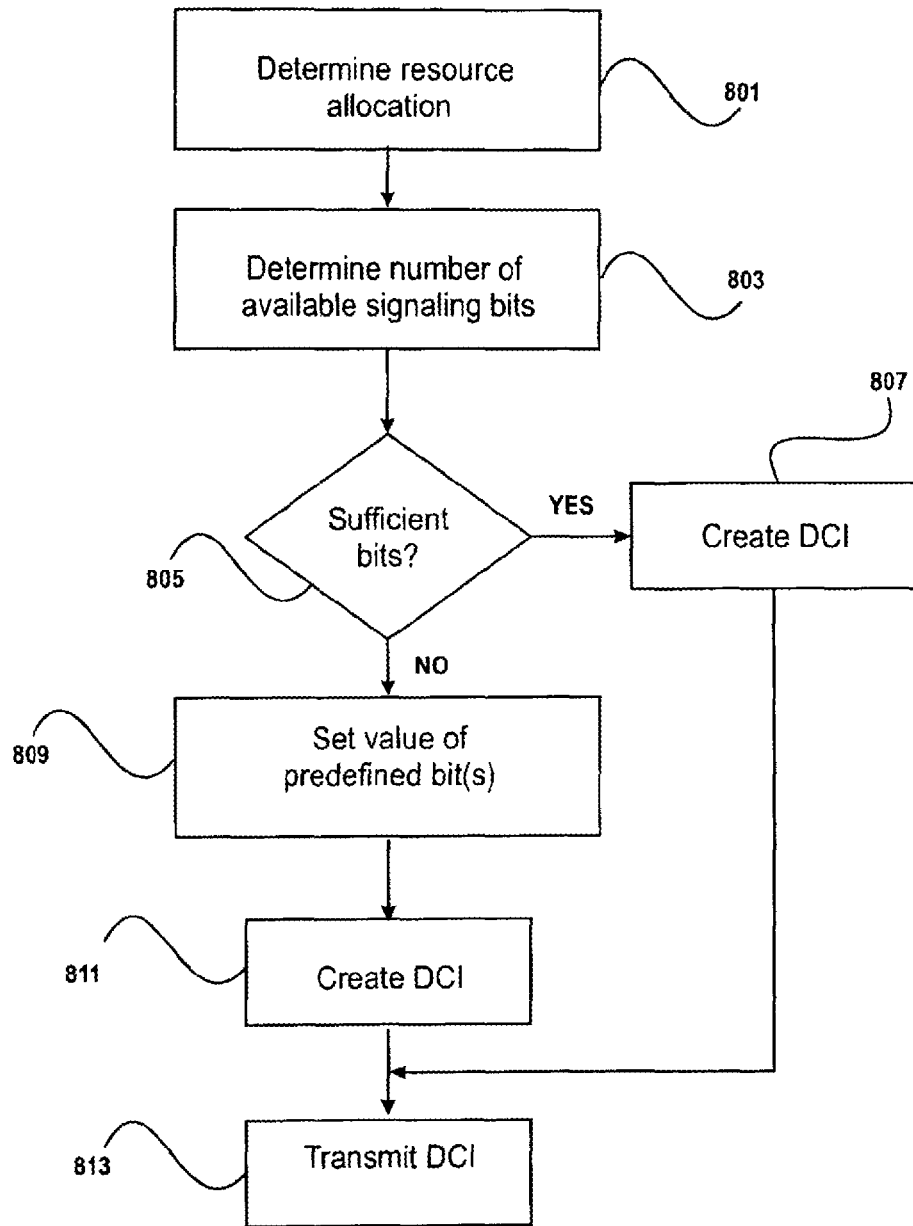 Determine resource
allocation
801
Determine number of
available signaling bits
803
807
Sufficient
bits?
YES
Create DCI
805
NO
Set value of
predefined bit(s)
809
Create DCI
811
Transmit DCI
813